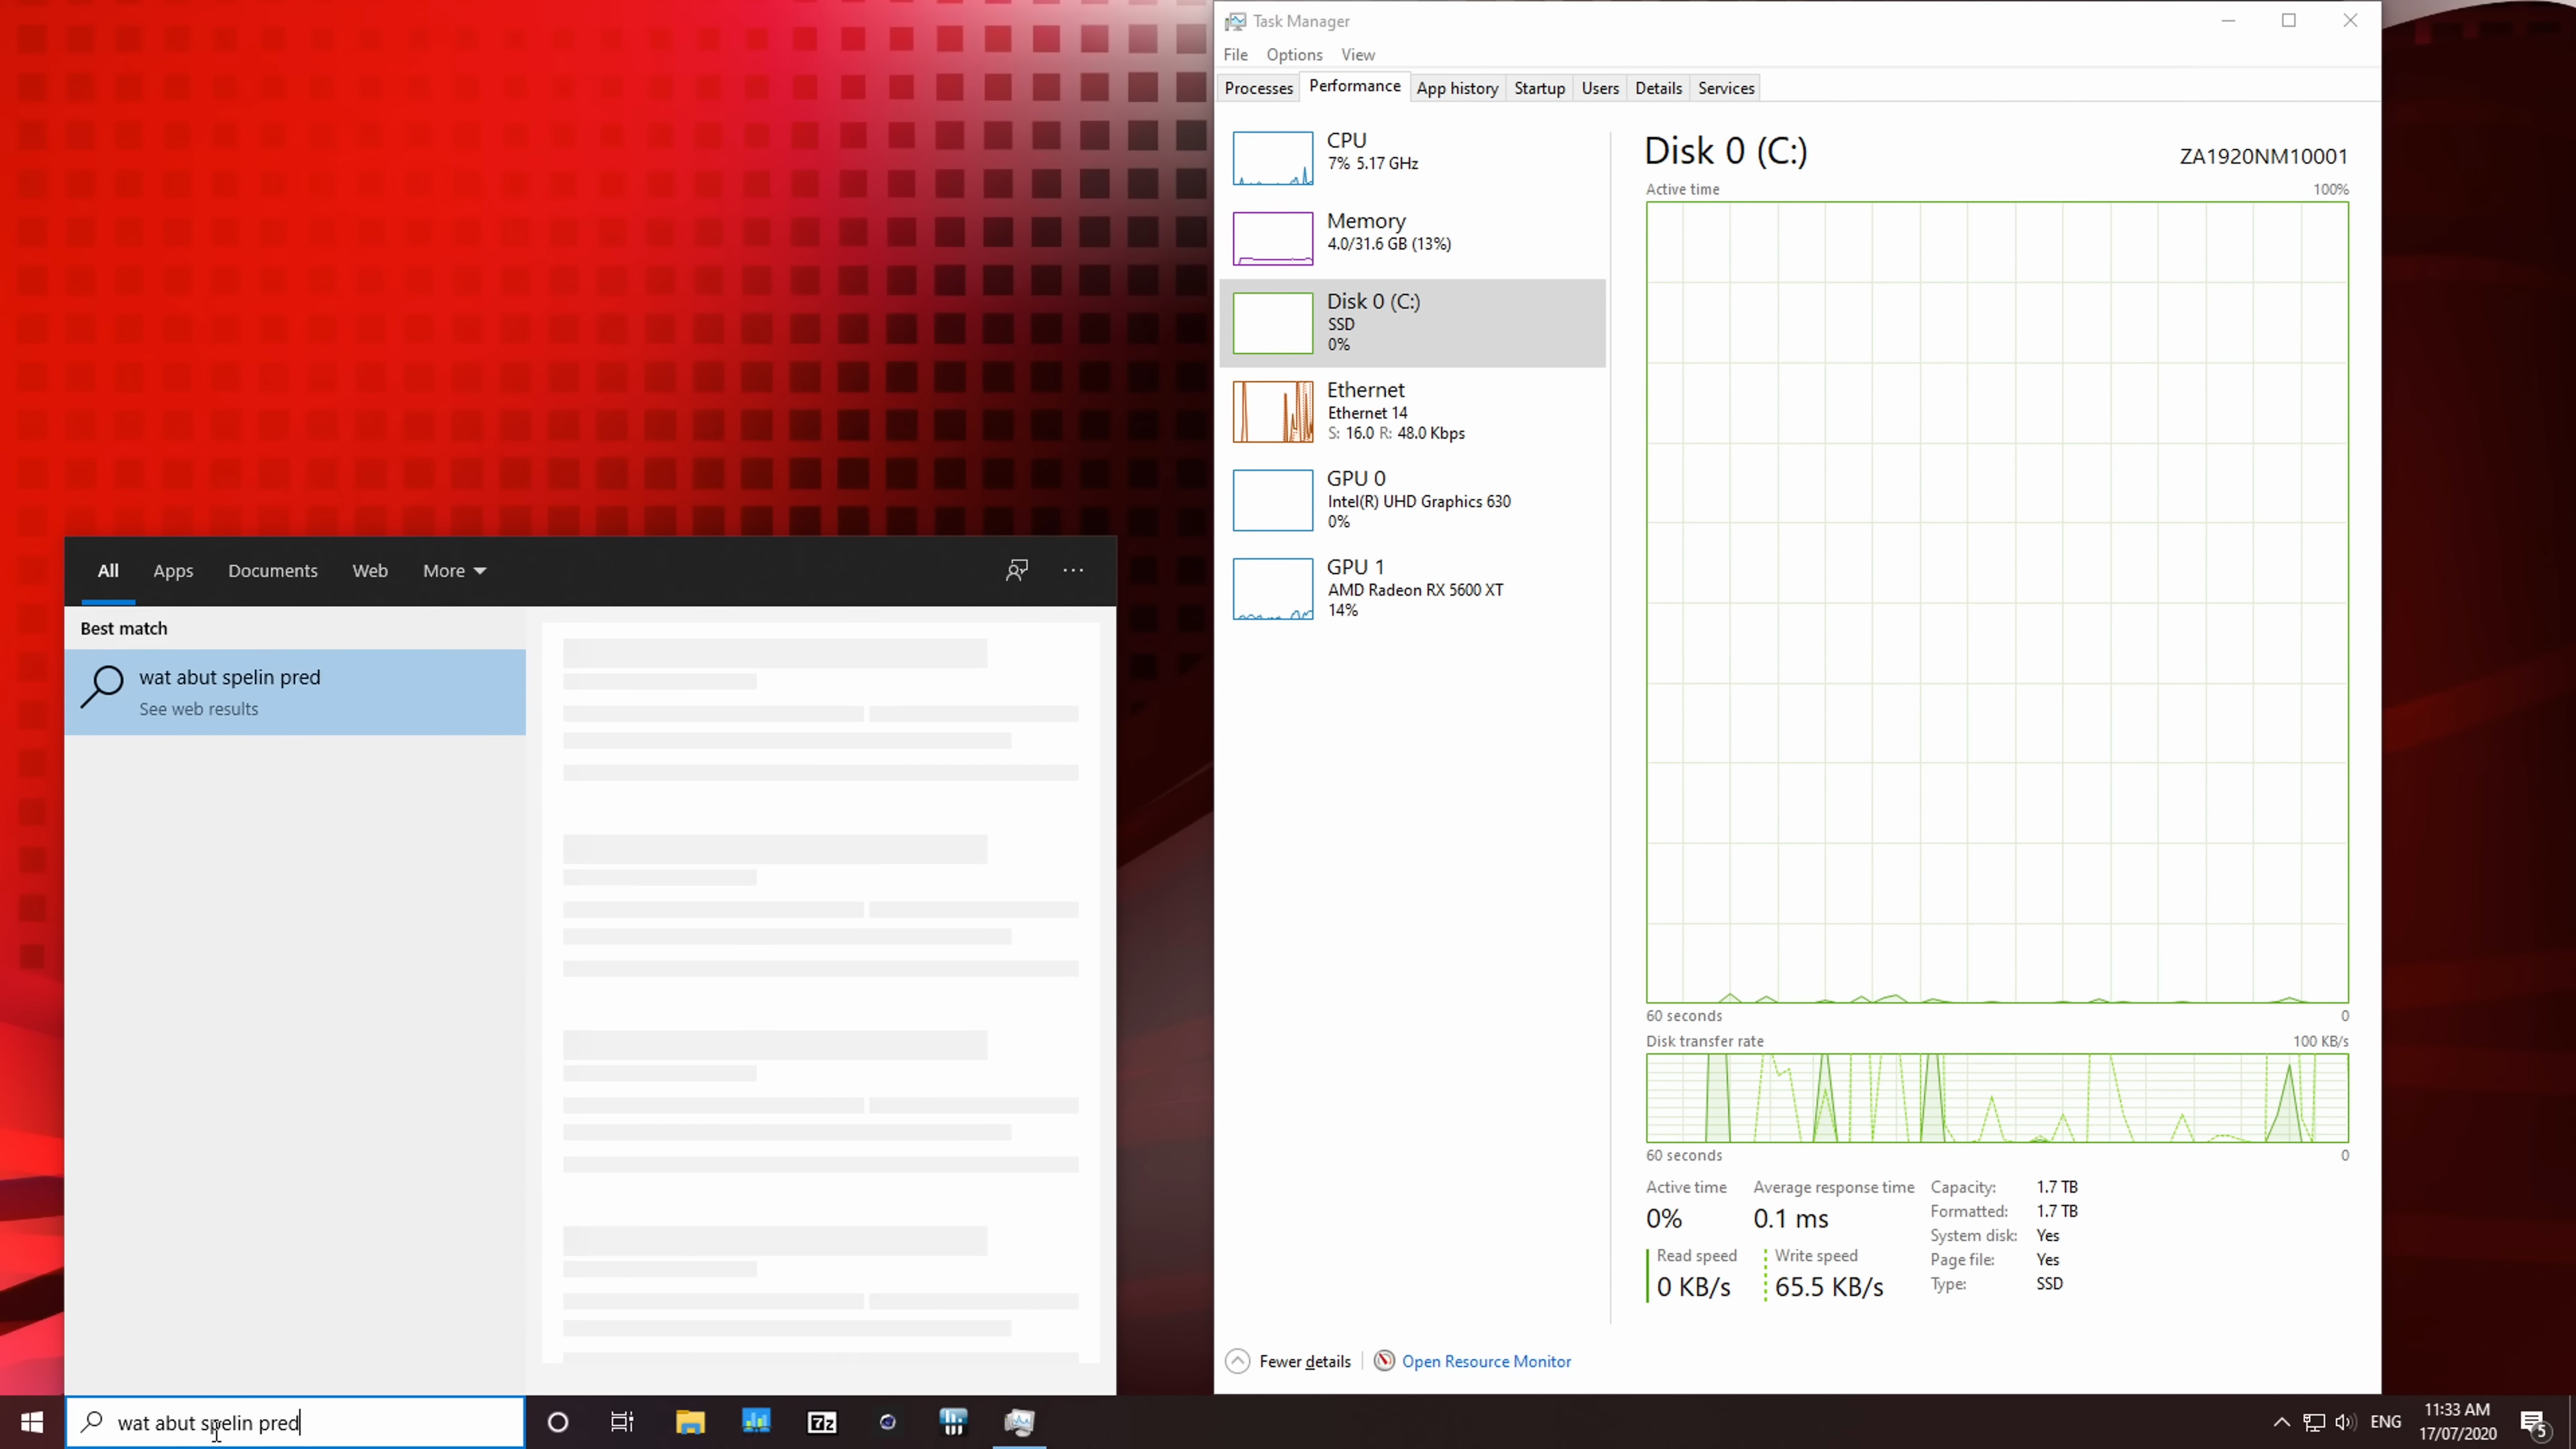 All Apps Documents Web More
Best match
wat abut spelin pred
See web results
wat abut spelin pred
Task Manager
File Options View
Processes Performance App history Startup Users Details Services
CPU
7% 5.17 GHz
Memory
4.0/31.6 GB (13%)
Disk 0 (C:)
SSD
0%
Ethernet
Ethernet 14
S: 16.0 R: 48.0 Kbps
GPU 0
Intel(R) UHD Graphics 630
0%
GPU 1
AMD Radeon RX 5600 XT
14%
Disk 0 (C:) ZA1920NM10001
Active time 100%
60 seconds 0
Disk transfer rate 100 KB/s
60 seconds 0
Active time Average response time
0% 0.1 ms
Read speed Write speed
0 KB/s 65.5 KB/s
Capacity: 1.7 TB
Formatted: 1.7 TB
System disk: Yes
Page file: Yes
Type: SSD
Fewer details Open Resource Monitor
7z
ENG
11:33 AM
17/07/2020
5